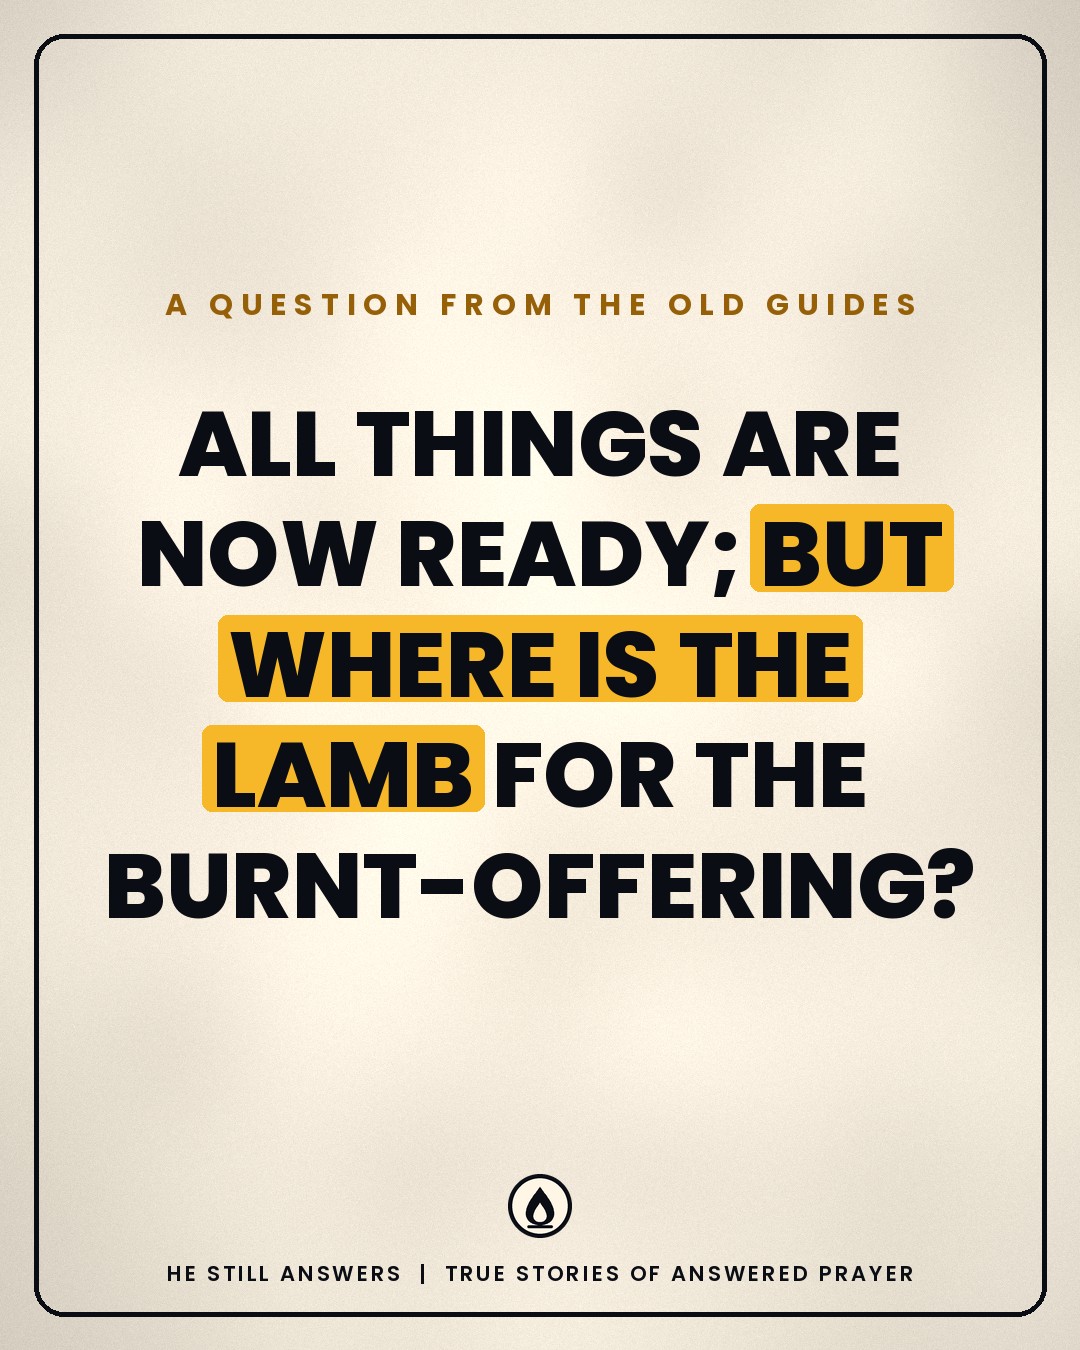 A QUESTION FROM THE OLD GUIDES
ALL THINGS ARE
NOW READY; BUT
WHERE IS THE
LAMB FOR THE
BURNT-OFFERING?
HE STILL ANSWERS | TRUE STORIES OF ANSWERED PRAYER